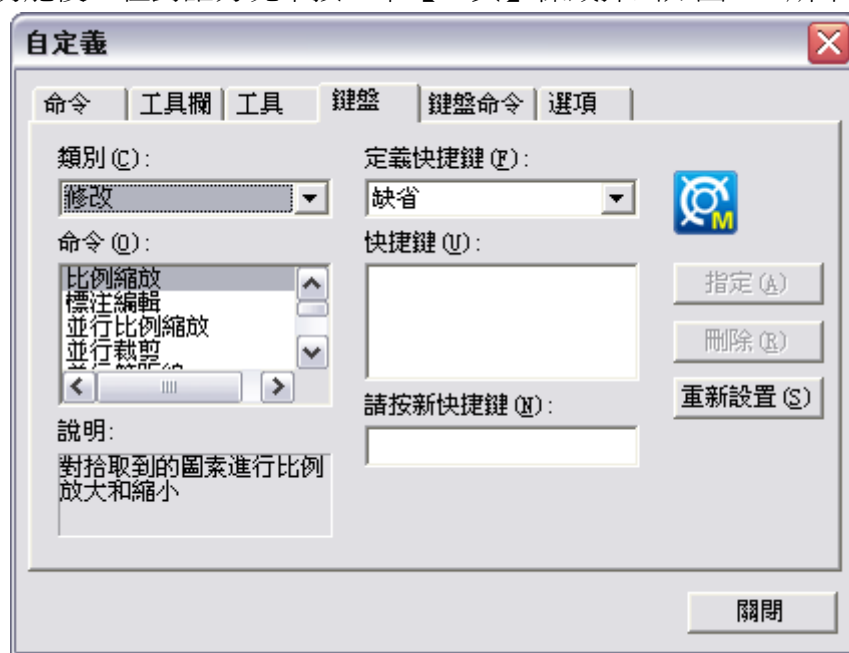 自定義
命令 工具欄 工具 鍵盤 鍵盤命令 選項
類別(C):
修改
命令(O):
比例縮放
標注編輯
並行比例縮放
並行裁剪
說明:
對拾取到的圖素進行比例
放大和縮小
定義快捷鍵(F):
缺省
快捷鍵(U):
請按新快捷鍵(N):
M
指定(A)
刪除(R)
重新設置(S)
關閉